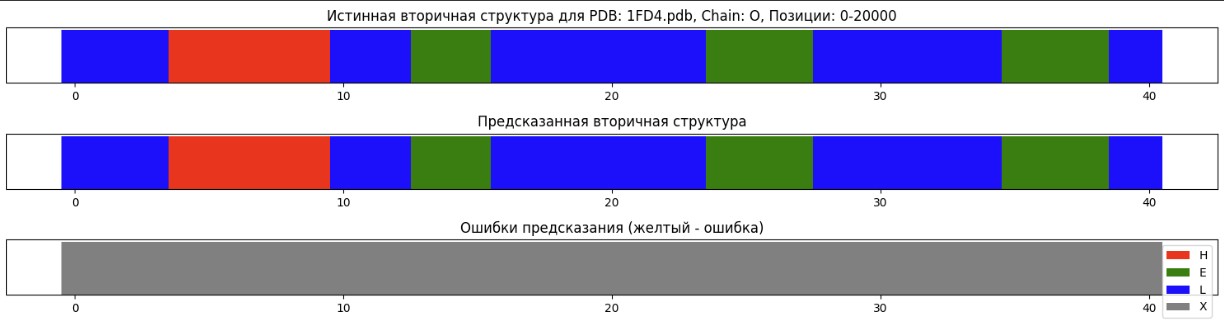 Истинная вторичная структура для PDB: 1FD4.pdb, Chain: O, Позиции: 0-20000
0 10 20 30 40
Предсказанная вторичная структура
0 10 20 30 40
Ошибки предсказания (желтый - ошибка)
H
E
L
X
0 10 20 30 40